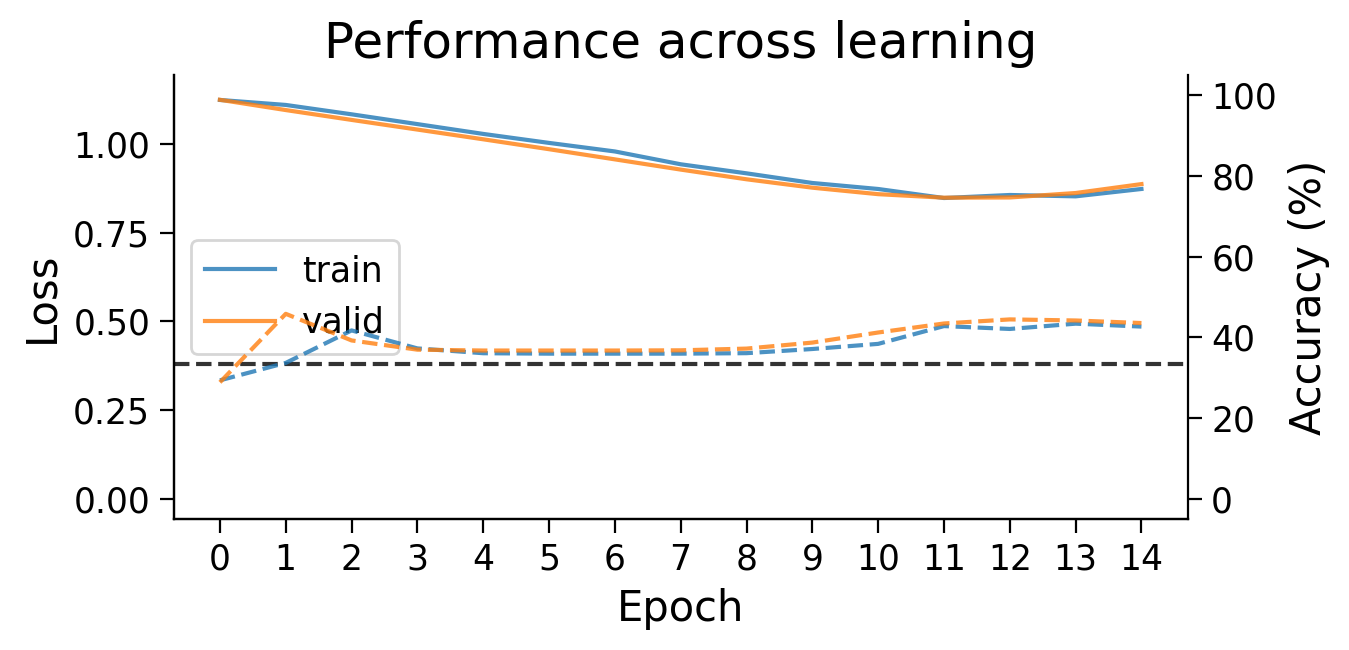 Performance across learning
Loss
1.00
0.75
0.50
0.25
0.00
train
valid
100
80
60
40
20
0
Accuracy (%)
0 1 2 3 4 5 6 7 8 9 10 11 12 13 14
Epoch